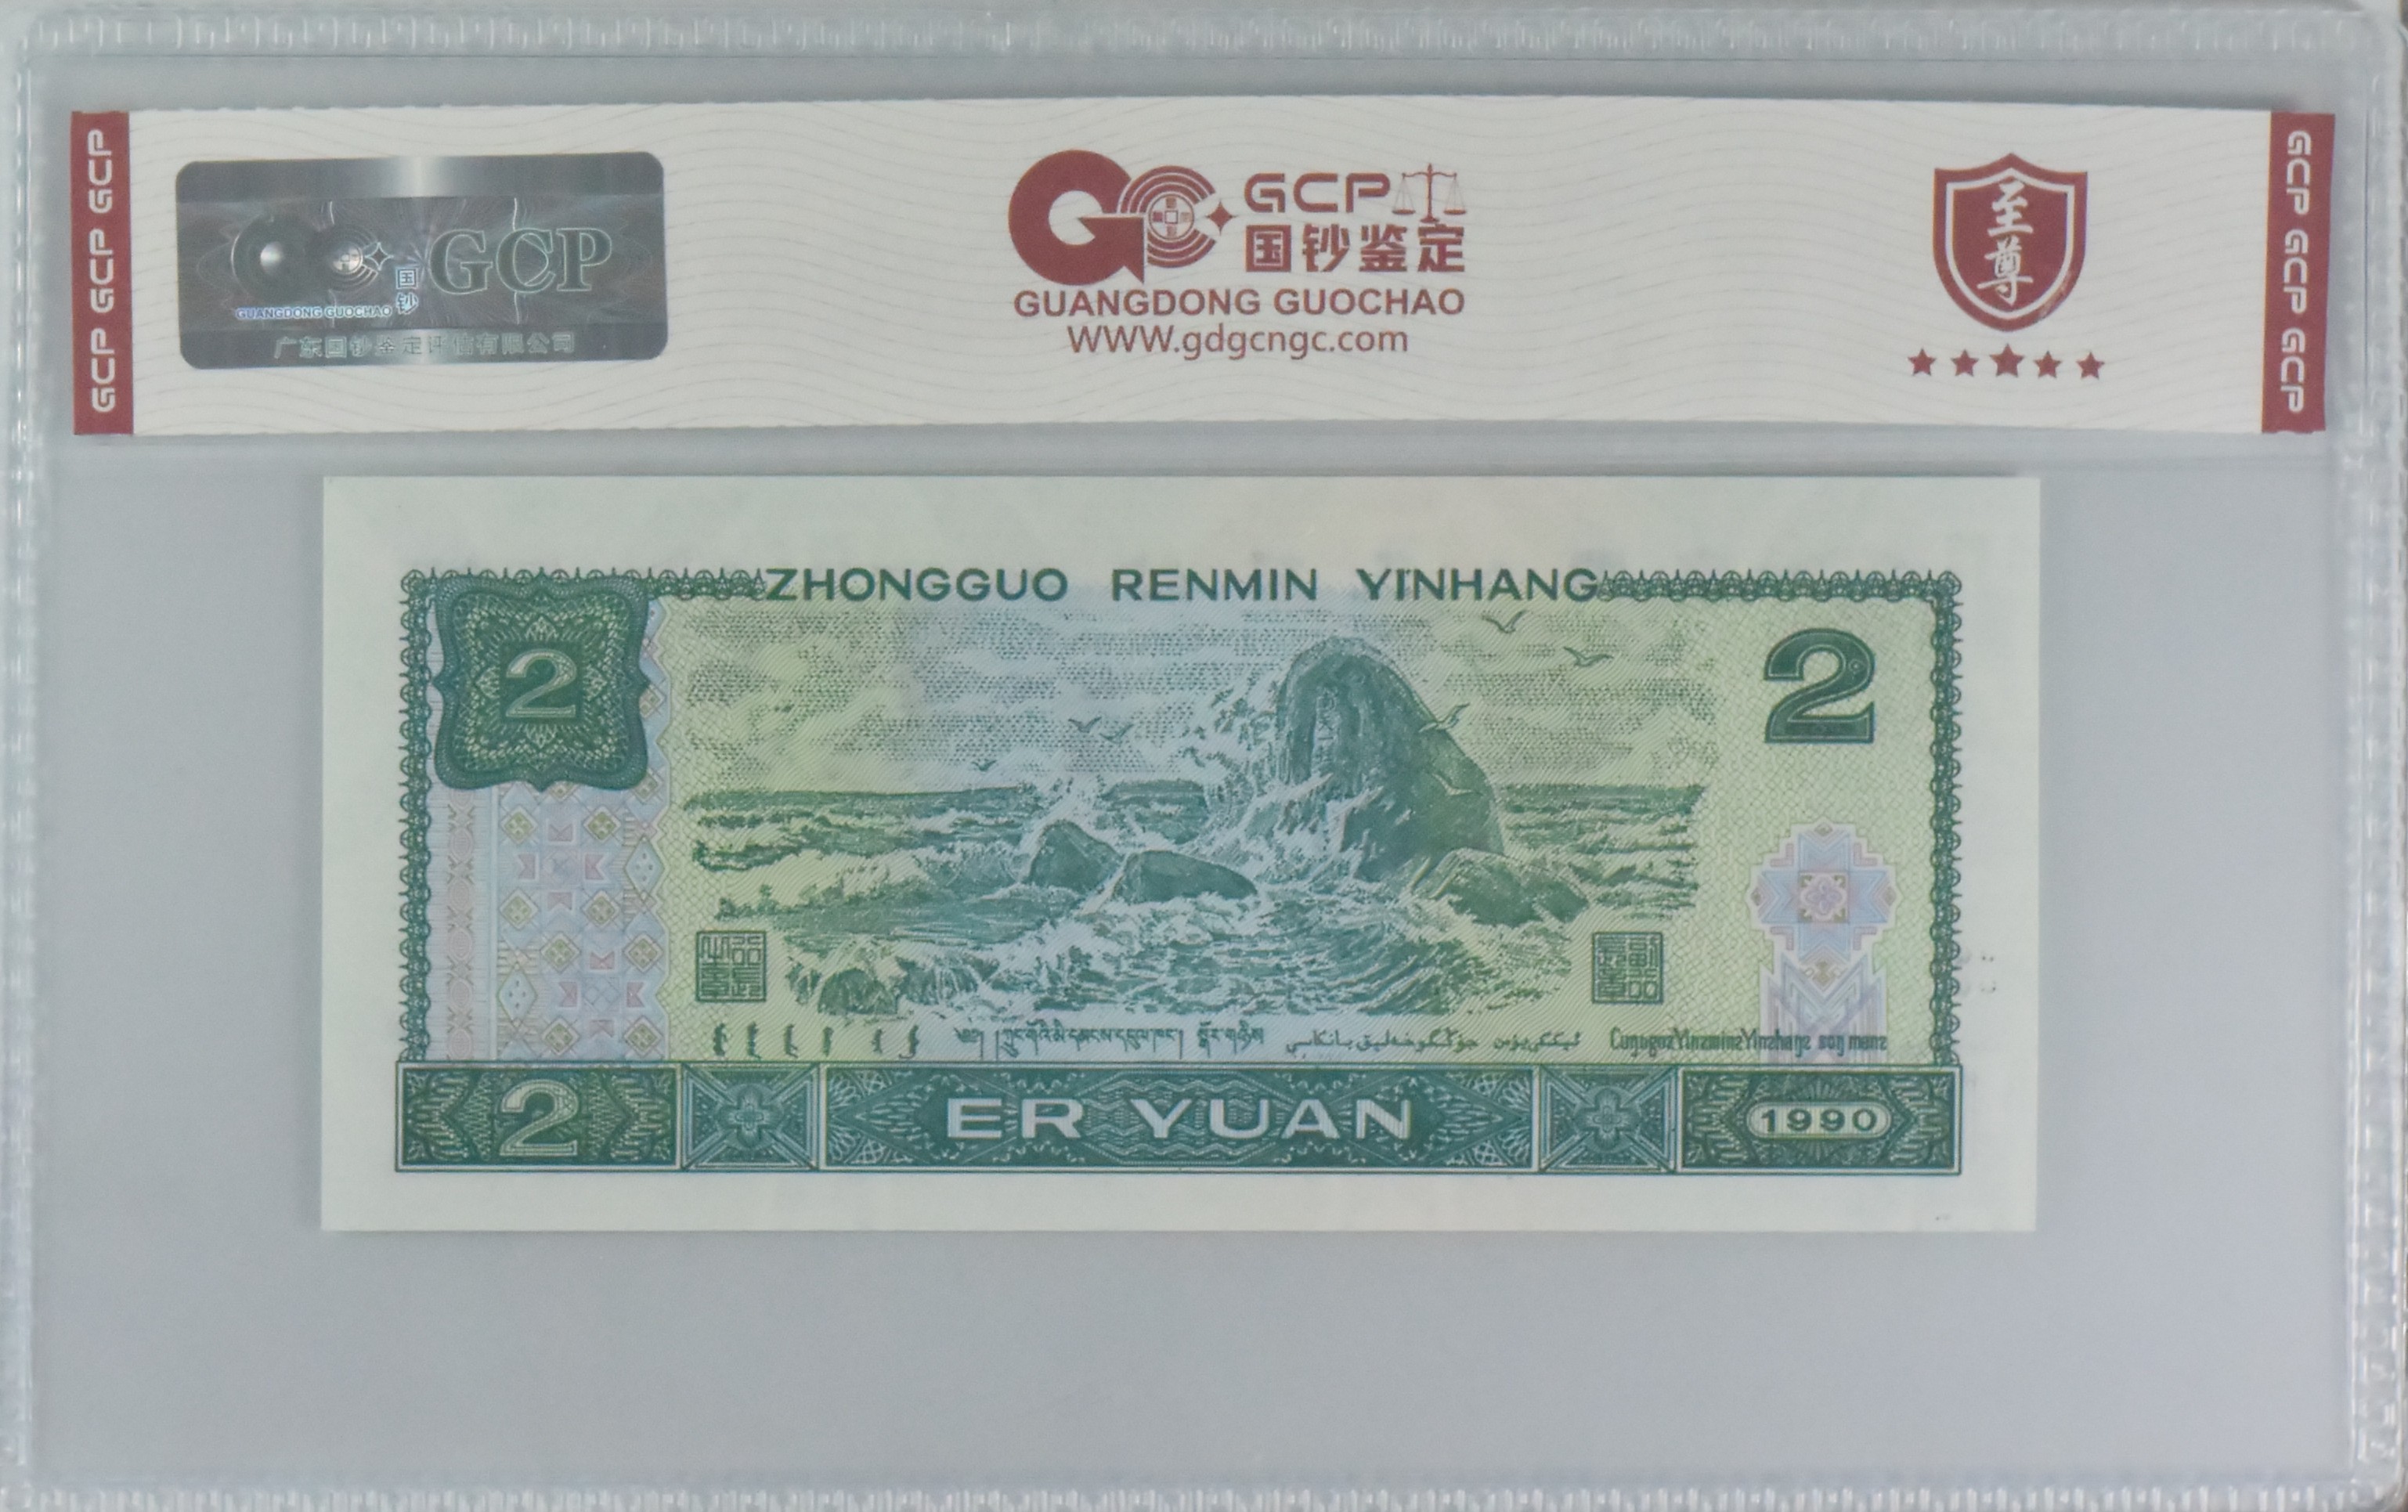 GCP GCP GCP
GCP
国钞
GUANGDONG GUOCHAO
广东国钞鉴定评估有限公司
GCP
国钞鉴定
GUANGDONG GUOCHAO
WWW.gdgcngc.com
至尊
GCP GCP GCP
ZHONGGUO RENMIN YINHANG
2
2
2
ER YUAN
1990